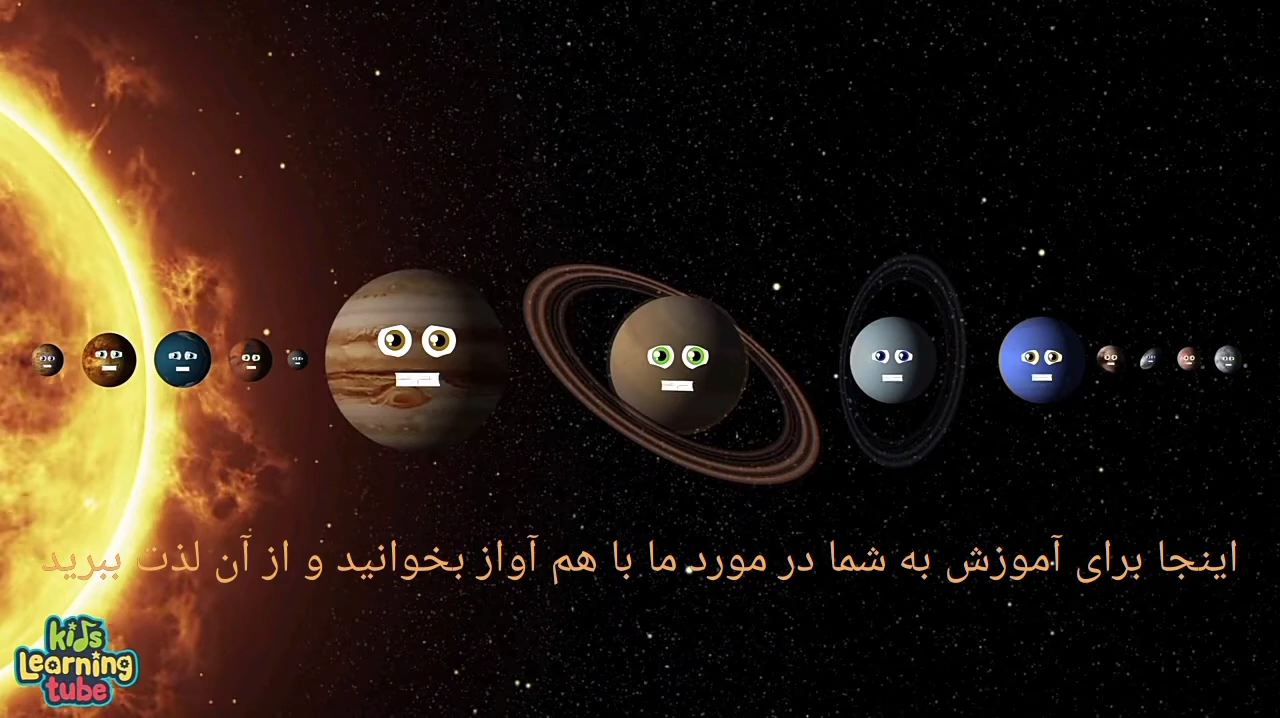 اینجا برای آموزش به شما در مورد ما با هم آواز بخوانید و از آن لذت ببرید
kids
Learning
tube